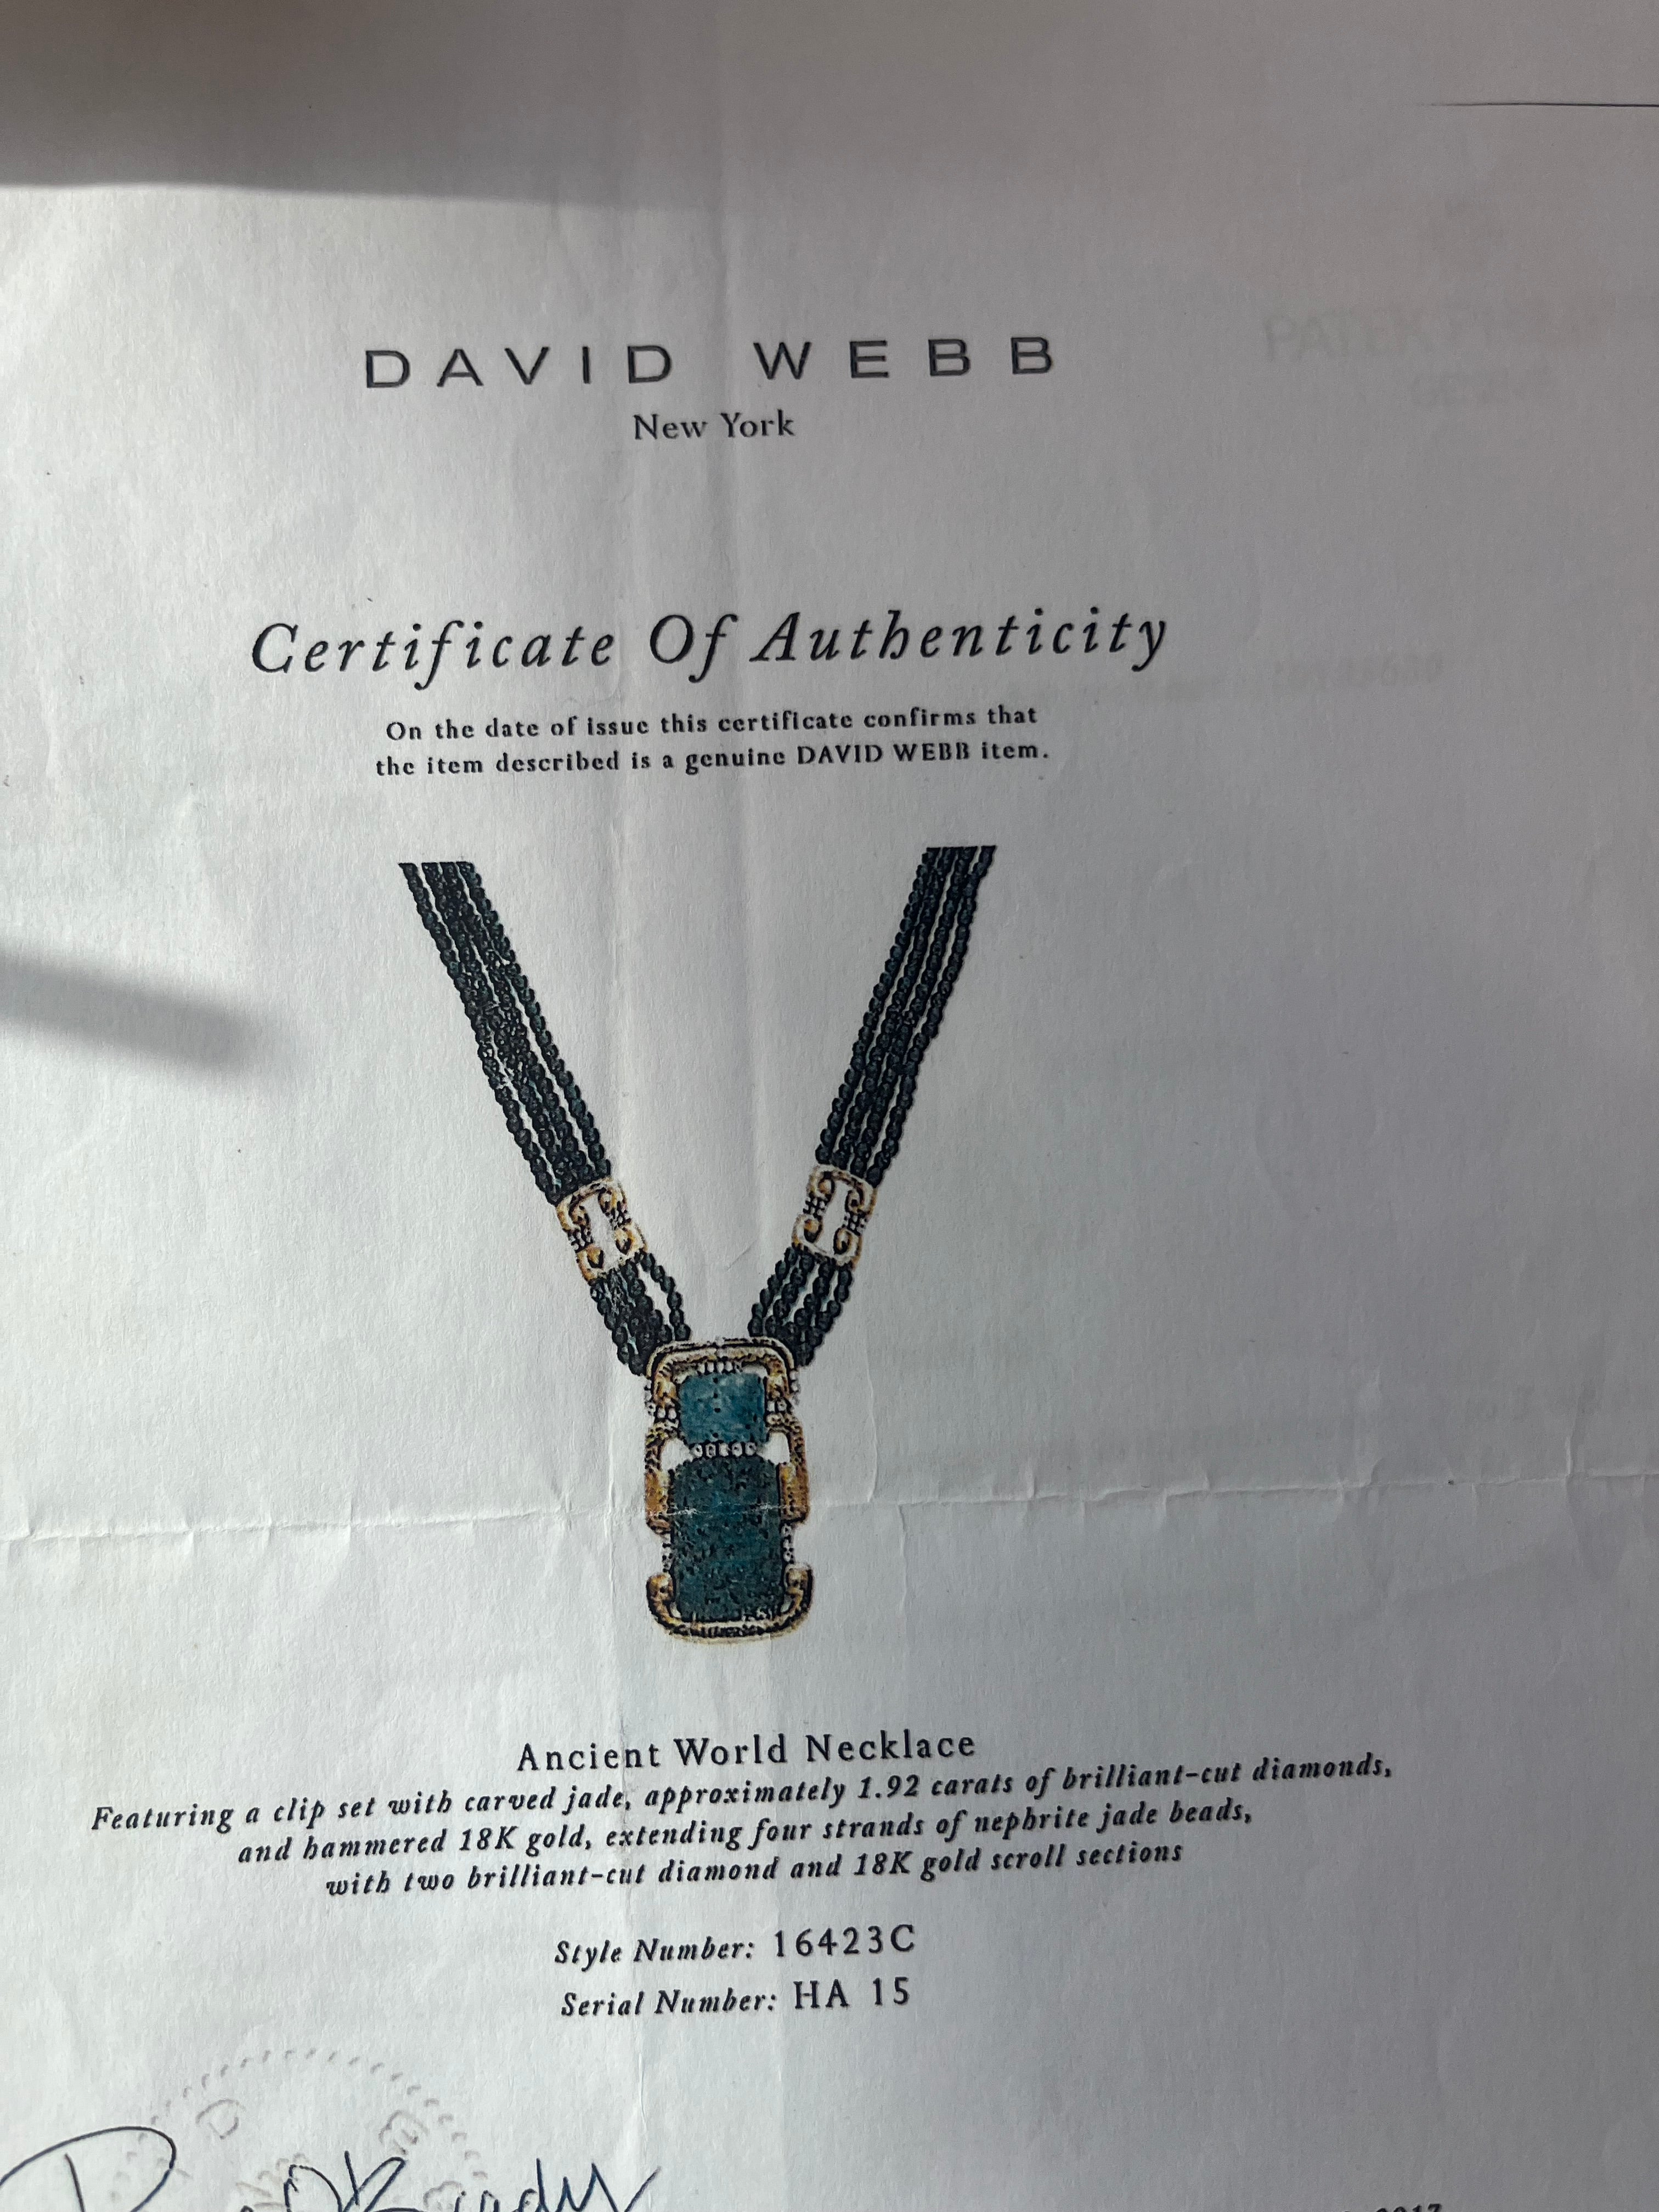 DAVID WEBB
New York
Certificate Of Authenticity
On the date of issue this certificate confirms that
the item described is a genuine DAVID WEBB item.
Ancient World Necklace
Featuring a clip set with carved jade, approximately 1.92 carats of brilliant-cut diamonds,
and hammered 18K gold, extending four strands of nephrite jade beads,
with two brilliant-cut diamond and 18K gold scroll sections
Style Number: 16423C
Serial Number: HA 15